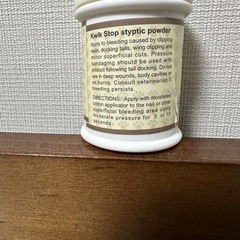 Kwik Stop styptic powder
Apply to bleeding caused by clipping
nails, docking tails, wing clipping and
minor superficial cuts. Pressure
bandaging should be used with
product following tail docking. Do not
use in deep wounds, body cavities or
on burns. Consult veterinarian if
bleeding persists.
DIRECTIONS: Apply with moistened
cotton applicator to the nail or other
superficial bleeding area using
moderate pressure for 5 to 10
seconds.